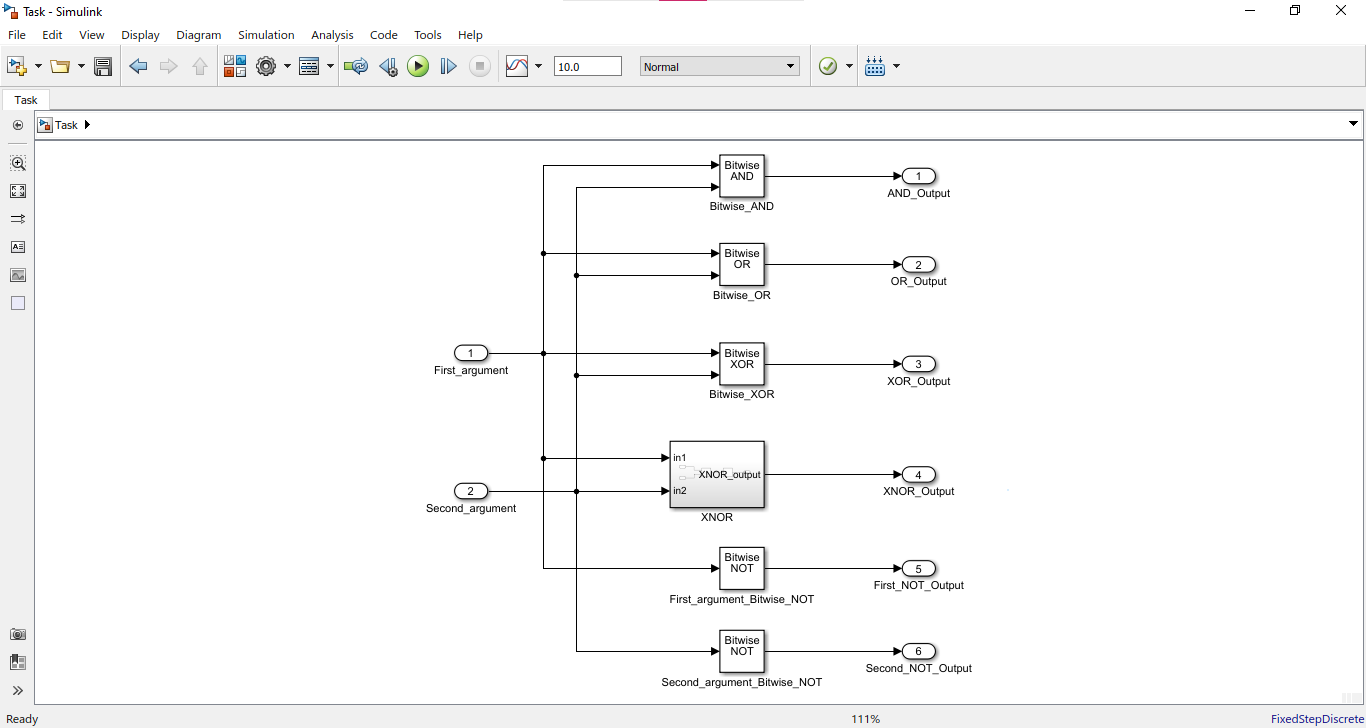 Task - Simulink
File Edit View Display Diagram Simulation Analysis Code Tools Help
10.0
Normal
Task
Task
Bitwise
AND
Bitwise_AND
1
AND_Output
Bitwise
OR
Bitwise_OR
2
OR_Output
1
First_argument
Bitwise
XOR
Bitwise_XOR
3
XOR_Output
2
Second_argument
in1
XNOR_output
in2
XNOR
4
XNOR_Output
Bitwise
NOT
First_argument_Bitwise_NOT
5
First_NOT_Output
Bitwise
NOT
Second_argument_Bitwise_NOT
6
Second_NOT_Output
Ready
111%
FixedStepDiscrete